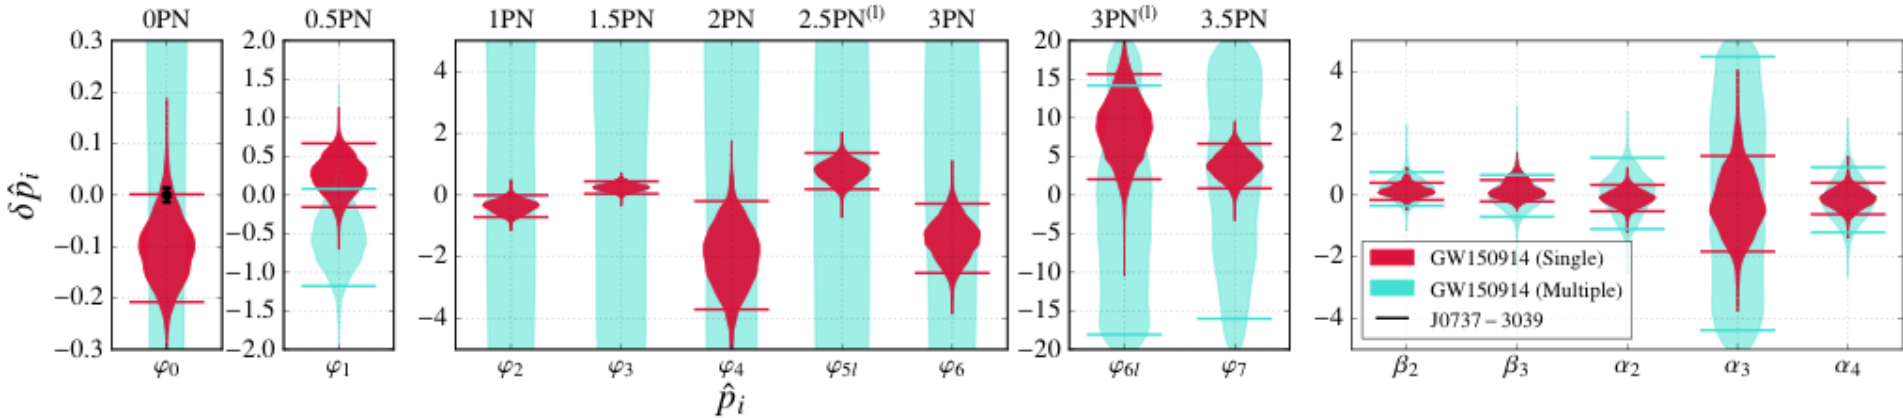 0PN 0.5PN 1PN 1.5PN 2PN 2.5PN⁽ˡ⁾ 3PN 3PN⁽ˡ⁾ 3.5PN
0.3 0.2 0.1 0.0 −0.1 −0.2 −0.3
2.0 1.5 1.0 0.5 0.0 −0.5 −1.0 −1.5 −2.0
4 2 0 −2 −4
20 15 10 5 0 −5 −10 −15 −20
4 2 0 −2 −4
δp̂ᵢ
GW150914 (Single)
GW150914 (Multiple)
J0737−3039
φ₀ φ₁ φ₂ φ₃ φ₄ φ₅ₗ φ₆ φ₆ₗ φ₇ β₂ β₃ α₂ α₃ α₄
p̂ᵢ